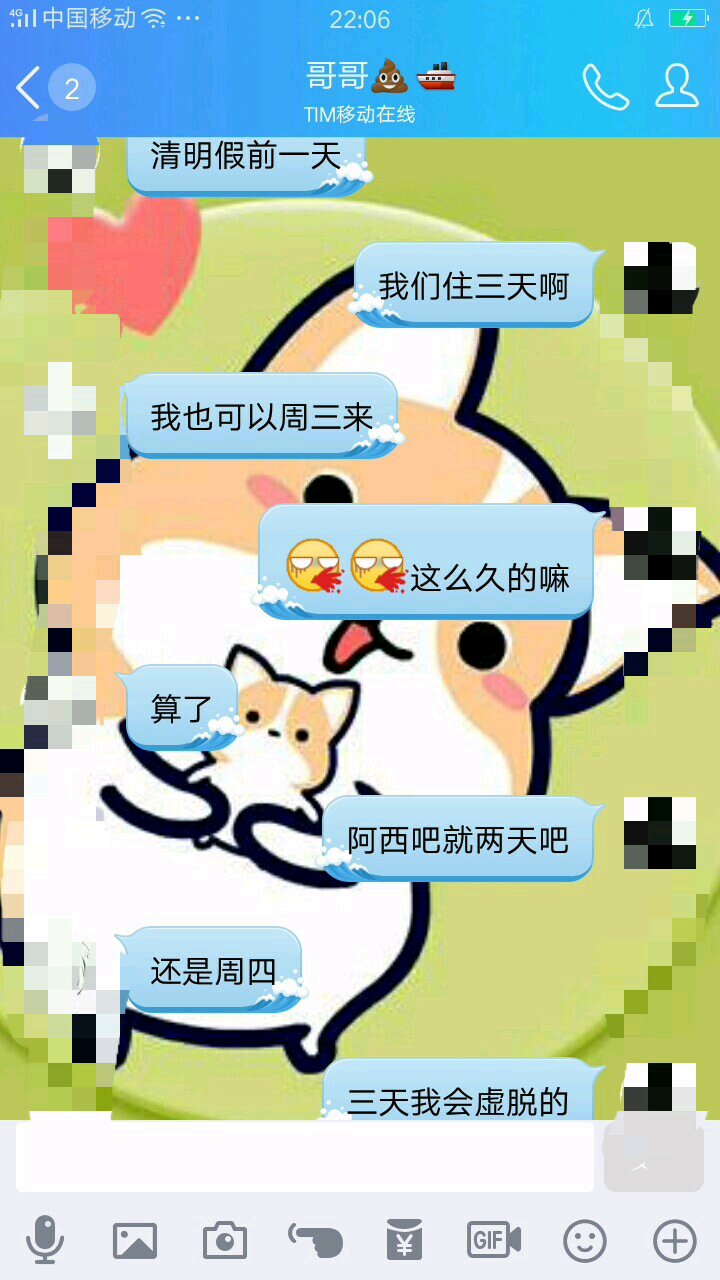 4G 中国移动 22:06
2 哥哥💩🚢
TIM移动在线
清明假前一天
我们住三天啊
我也可以周三来
这么久的嘛
算了
阿西吧就两天吧
还是周四
三天我会虚脱的
¥ GIF